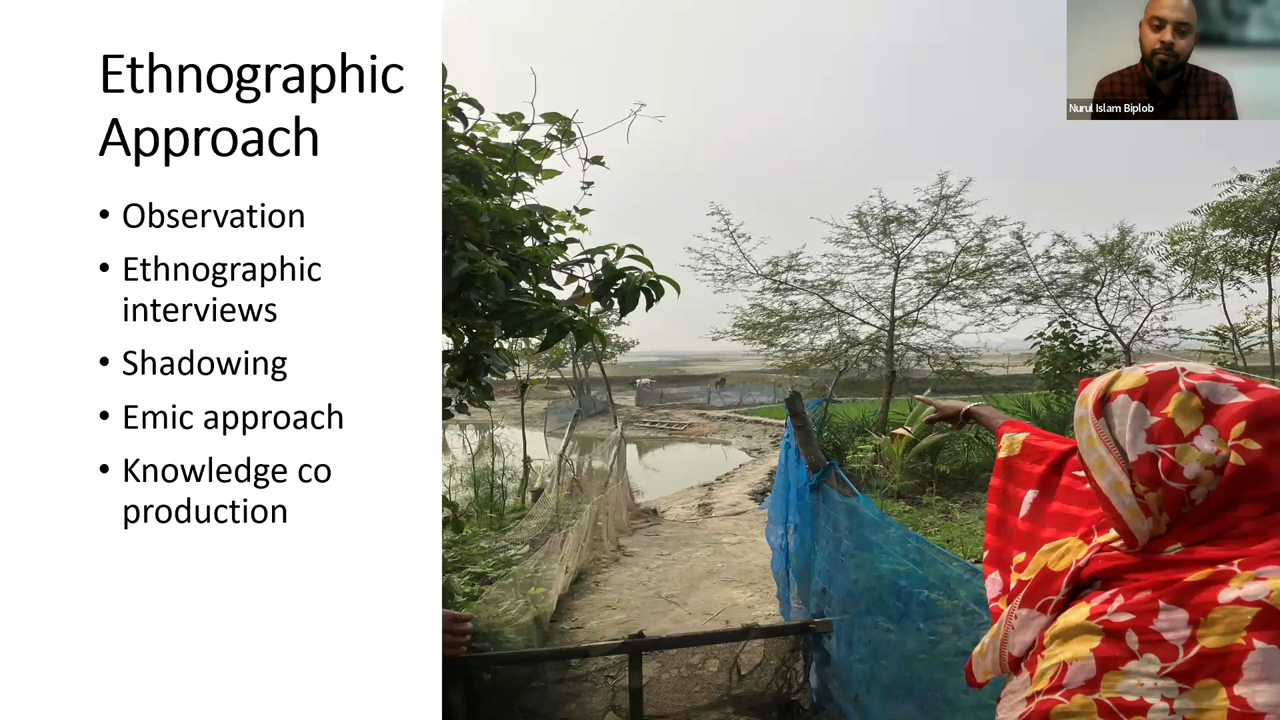 Ethnographic
Approach
• Observation
• Ethnographic
interviews
• Shadowing
• Emic approach
• Knowledge co
production
Nurul Islam Biplob